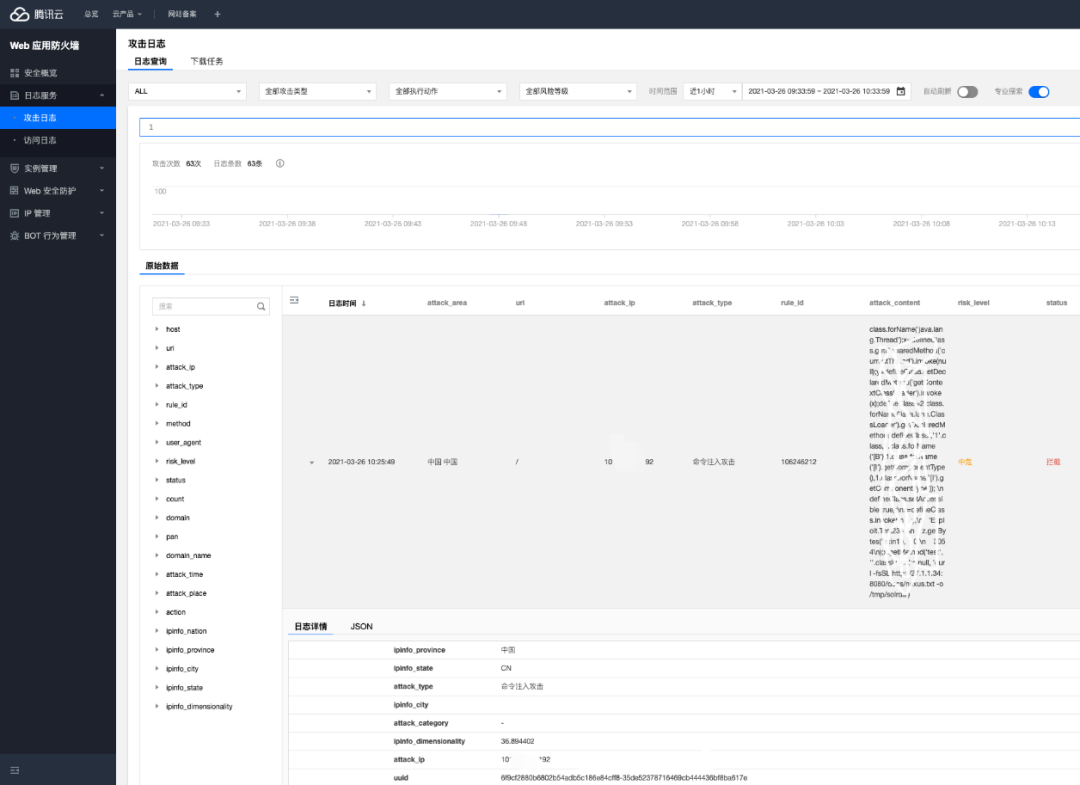 腾讯云 总览 云产品 网站备案 +
Web 应用防火墙
安全概览
日志服务
攻击日志
访问日志
实例管理
Web 安全防护
IP 管理
BOT 行为管理
攻击日志
日志查询 下载任务
ALL 全部攻击类型 全部执行动作 全部风险等级 时间范围 近1小时 2021-03-26 09:33:59 ~ 2021-03-26 10:33:59 自动刷新 专业搜索
1
攻击次数 63次 日志条数 63条
100
2021-03-26 09:33 2021-03-26 09:38 2021-03-26 09:43 2021-03-26 09:48 2021-03-26 09:53 2021-03-26 09:58 2021-03-26 10:03 2021-03-26 10:08 2021-03-26 10:13
原始数据
搜索
host
uri
attack_ip
attack_type
rule_id
method
user_agent
risk_level
status
count
domain
pan
domain_name
attack_time
attack_place
action
ipinfo_nation
ipinfo_province
ipinfo_city
ipinfo_state
ipinfo_dimensionality
日志时间 ↓ attack_area uri attack_ip attack_type rule_id attack_content risk_level status
2021-03-26 10:25:49 中国 中国 / 10 92 命令注入攻击 106246212 中危 拦截
class.forName('java.lan
日志详情 JSON
ipinfo_province 中国
ipinfo_state CN
attack_type 命令注入攻击
ipinfo_city
attack_category -
ipinfo_dimensionality 36.894402
attack_ip 10 *92
uuid